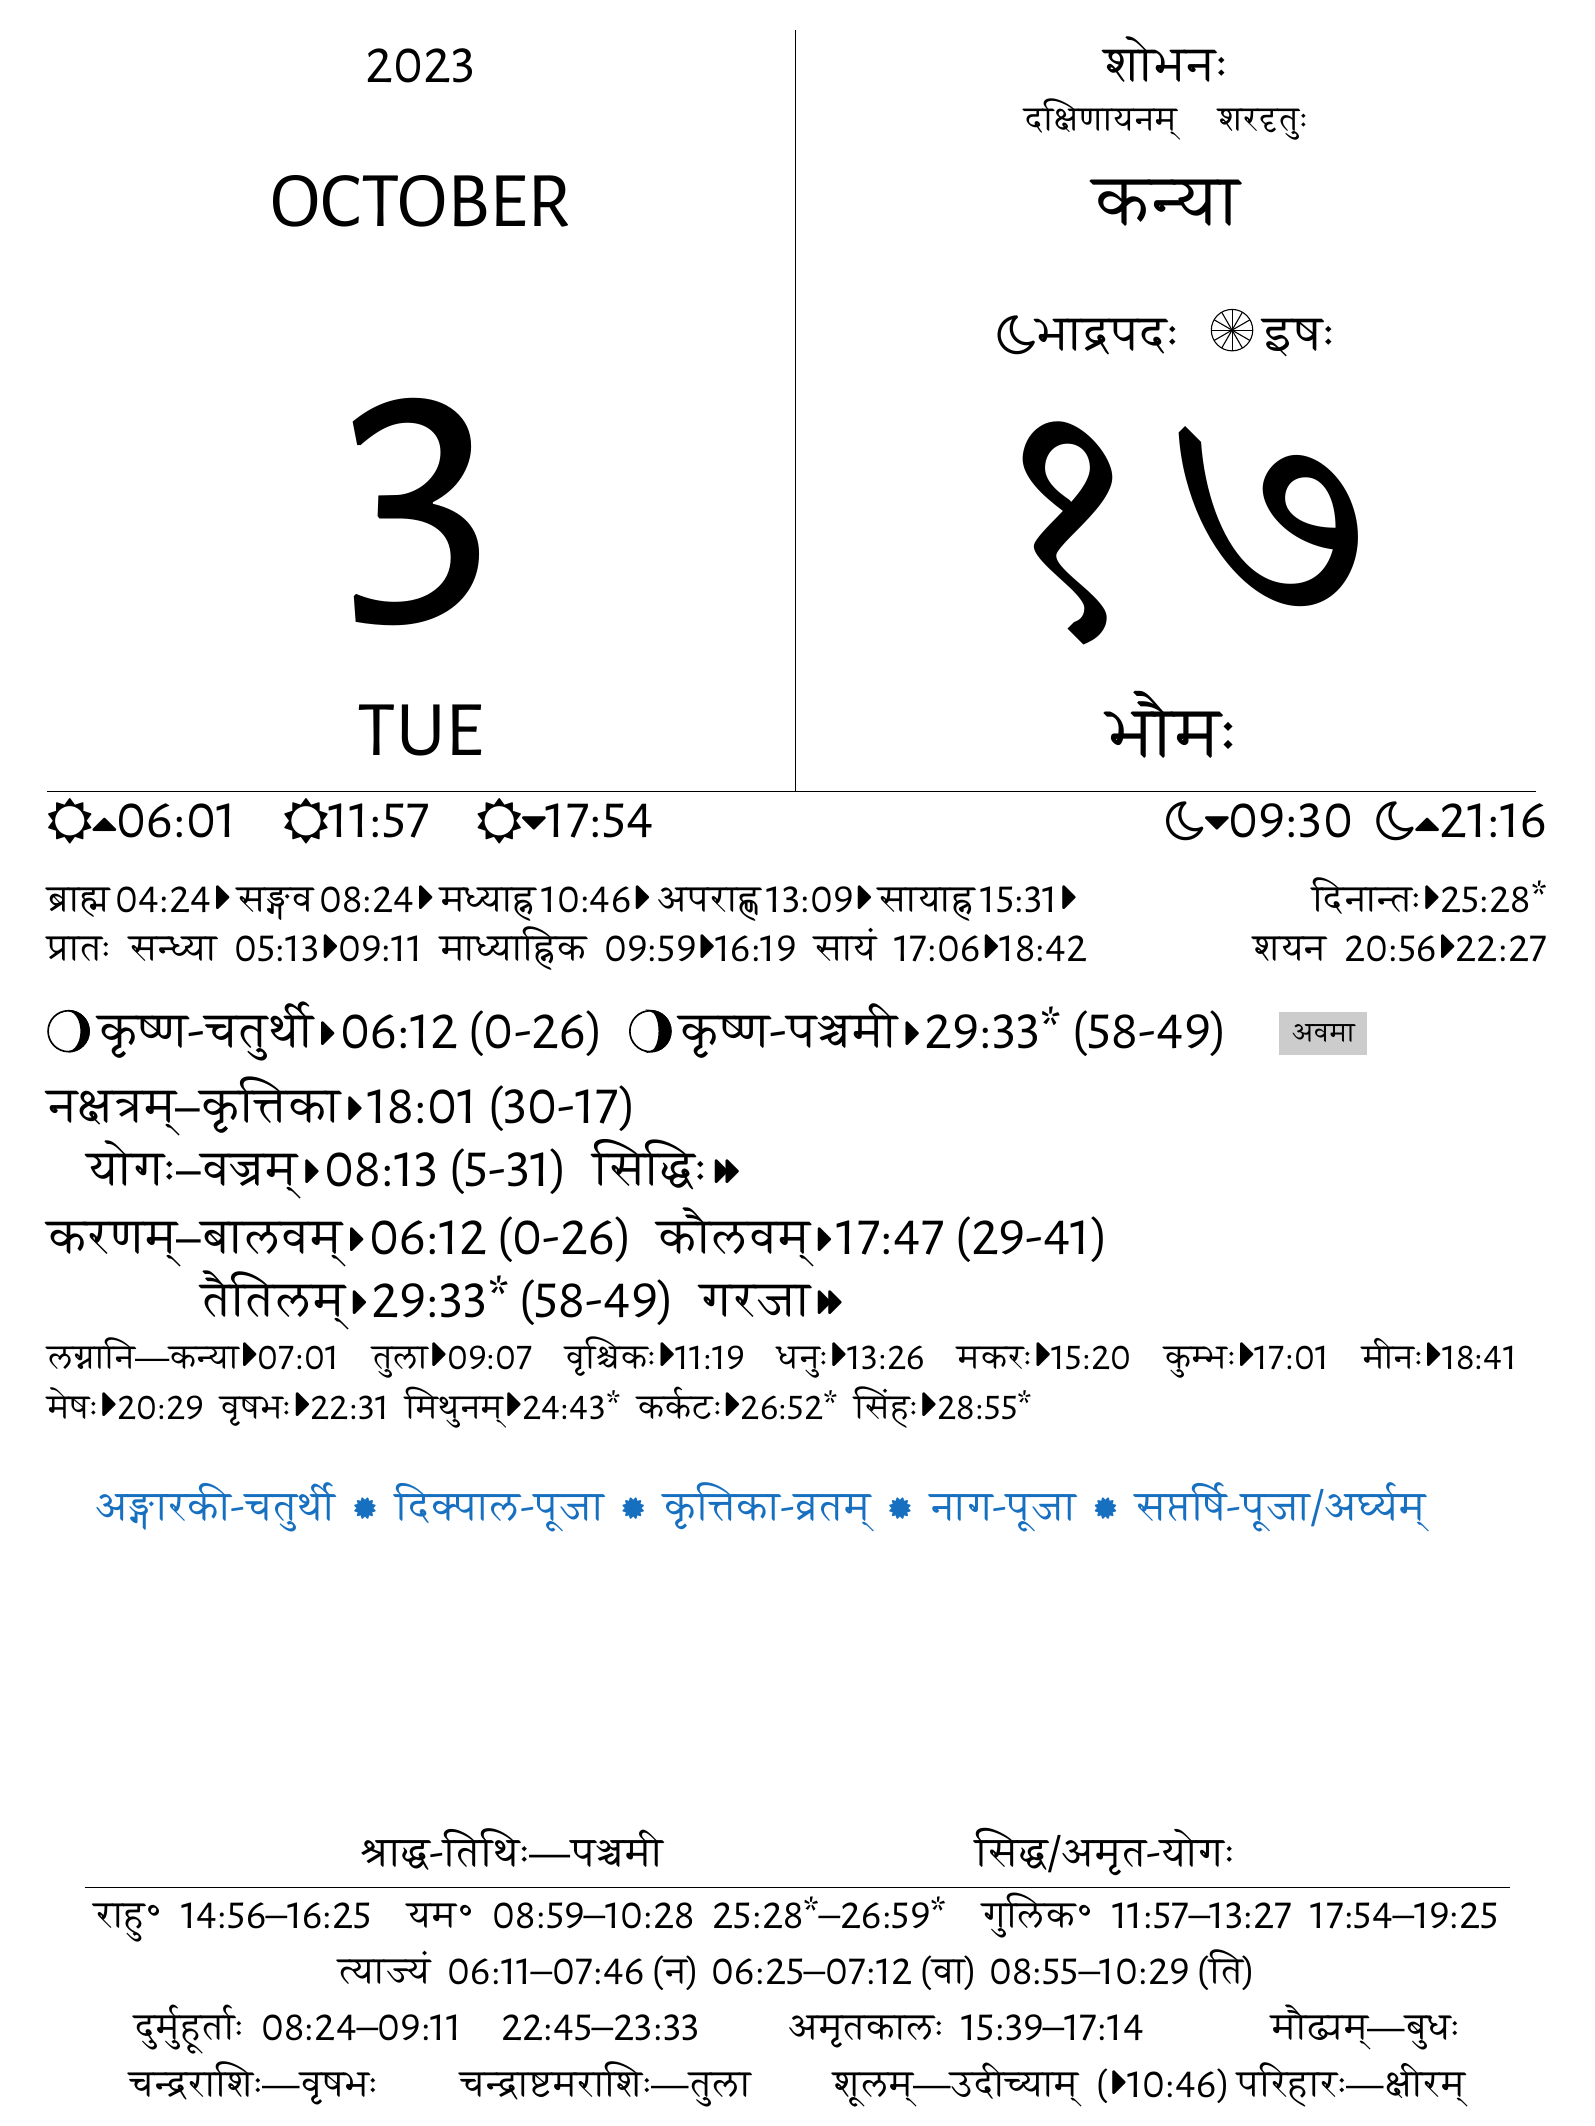 2023
OCTOBER
3
TUE
शोभनः
दक्षिणायनम् शरदृतुः
कन्या
भाद्रपदः इषः
१७
भौमः
06:01 11:57 17:54 09:30 21:16
ब्राह्म 04:24 सङ्गव 08:24 मध्याह्न 10:46 अपराह्ण 13:09 सायाह्न 15:31 दिनान्तः 25:28*
प्रातः सन्ध्या 05:13 09:11 माध्याह्निक 09:59 16:19 सायं 17:06 18:42 शयन 20:56 22:27
कृष्ण-चतुर्थी 06:12 (0-26) कृष्ण-पञ्चमी 29:33* (58-49) अवमा
नक्षत्रम्–कृत्तिका 18:01 (30-17)
योगः–वज्रम् 08:13 (5-31) सिद्धिः
करणम्–बालवम् 06:12 (0-26) कौलवम् 17:47 (29-41)
तैतिलम् 29:33* (58-49) गरजा
लग्नानि—कन्या 07:01 तुला 09:07 वृश्चिकः 11:19 धनुः 13:26 मकरः 15:20 कुम्भः 17:01 मीनः 18:41
मेषः 20:29 वृषभः 22:31 मिथुनम् 24:43* कर्कटः 26:52* सिंहः 28:55*
अङ्गारकी-चतुर्थी ✹ दिक्पाल-पूजा ✹ कृत्तिका-व्रतम् ✹ नाग-पूजा ✹ सप्तर्षि-पूजा/अर्घ्यम्
श्राद्ध-तिथिः—पञ्चमी सिद्ध/अमृत-योगः
राहु॰ 14:56–16:25 यम॰ 08:59–10:28 25:28*–26:59* गुलिक॰ 11:57–13:27 17:54–19:25
त्याज्यं 06:11–07:46 (न) 06:25–07:12 (वा) 08:55–10:29 (ति)
दुर्मुहूर्ताः 08:24–09:11 22:45–23:33 अमृतकालः 15:39–17:14 मौढ्यम्—बुधः
चन्द्रराशिः—वृषभः चन्द्राष्टमराशिः—तुला शूलम्—उदीच्याम् (10:46) परिहारः—क्षीरम्